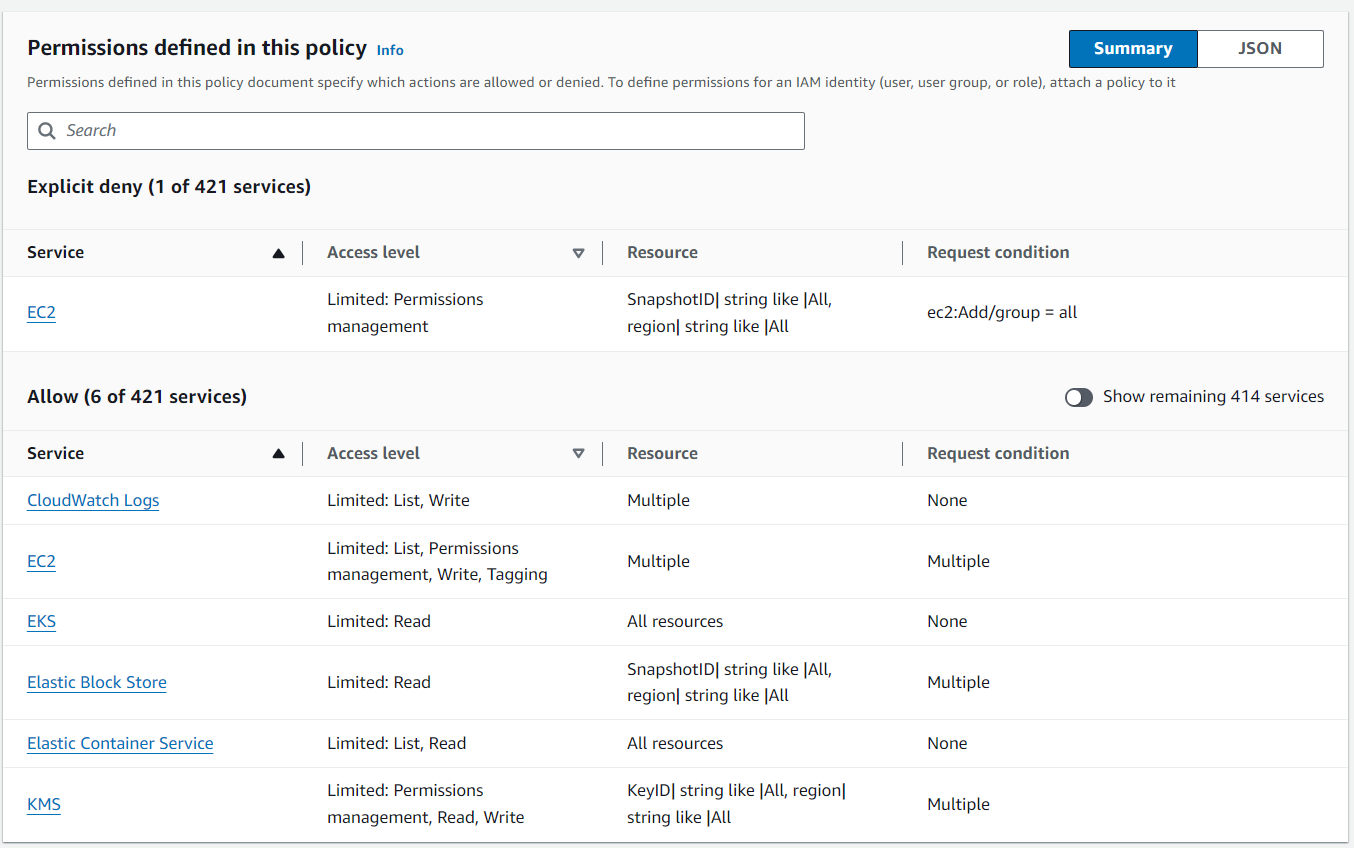 Permissions defined in this policy Info
Summary JSON
Permissions defined in this policy document specify which actions are allowed or denied. To define permissions for an IAM identity (user, user group, or role), attach a policy to it
Search
Explicit deny (1 of 421 services)
Service Access level Resource Request condition
EC2 Limited: Permissions management SnapshotID| string like |All, region| string like |All ec2:Add/group = all
Allow (6 of 421 services)
Show remaining 414 services
Service Access level Resource Request condition
CloudWatch Logs Limited: List, Write Multiple None
EC2 Limited: List, Permissions management, Write, Tagging Multiple Multiple
EKS Limited: Read All resources None
Elastic Block Store Limited: Read SnapshotID| string like |All, region| string like |All Multiple
Elastic Container Service Limited: List, Read All resources None
KMS Limited: Permissions management, Read, Write KeyID| string like |All, region| string like |All Multiple